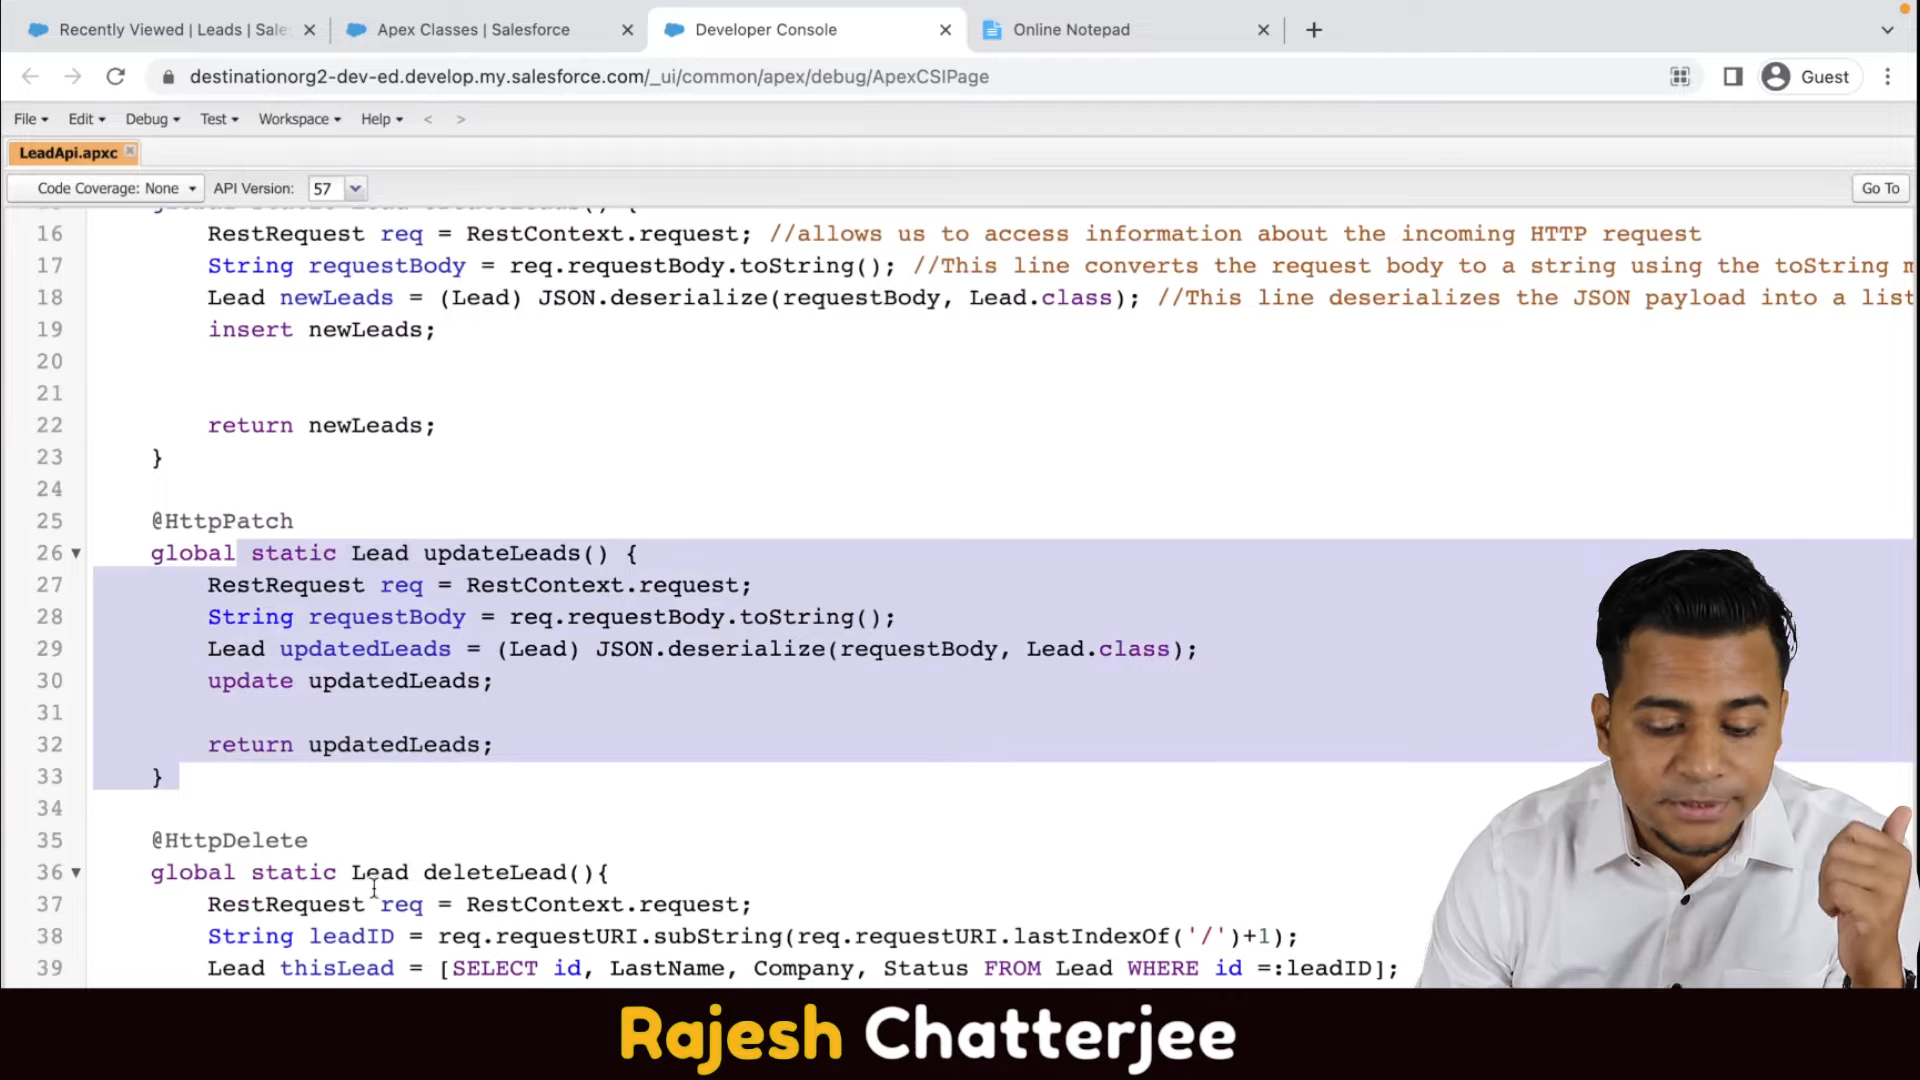 Recently Viewed | Leads | Sale
Apex Classes | Salesforce
Developer Console
Online Notepad
destinationorg2-dev-ed.develop.my.salesforce.com/_ui/common/apex/debug/ApexCSIPage
Guest
File Edit Debug Test Workspace Help < >
LeadApi.apxc
Code Coverage: None API Version: 57 Go To
global static Lead createLeads() {
16 RestRequest req = RestContext.request; //allows us to access information about the incoming HTTP request
17 String requestBody = req.requestBody.toString(); //This line converts the request body to a string using the toString m
18 Lead newLeads = (Lead) JSON.deserialize(requestBody, Lead.class); //This line deserializes the JSON payload into a list
19 insert newLeads;
20
21
22 return newLeads;
23 }
24
25 @HttpPatch
26 global static Lead updateLeads() {
27 RestRequest req = RestContext.request;
28 String requestBody = req.requestBody.toString();
29 Lead updatedLeads = (Lead) JSON.deserialize(requestBody, Lead.class);
30 update updatedLeads;
31
32 return updatedLeads;
33 }
34
35 @HttpDelete
36 global static Lead deleteLead(){
37 RestRequest req = RestContext.request;
38 String leadID = req.requestURI.subString(req.requestURI.lastIndexOf('/')+1);
39 Lead thisLead = [SELECT id, LastName, Company, Status FROM Lead WHERE id =:leadID];
Rajesh Chatterjee